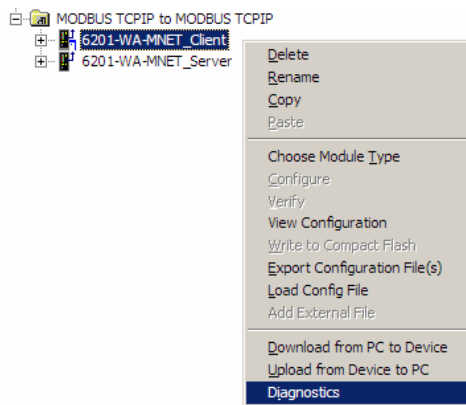 MODBUS TCPIP to MODBUS TCPIP
6201-WA-MNET_Client
6201-WA-MNET_Server
Delete
Rename
Copy
Paste
Choose Module Type
Configure
Verify
View Configuration
Write to Compact Flash
Export Configuration File(s)
Load Config File
Add External File
Download from PC to Device
Upload from Device to PC
Diagnostics